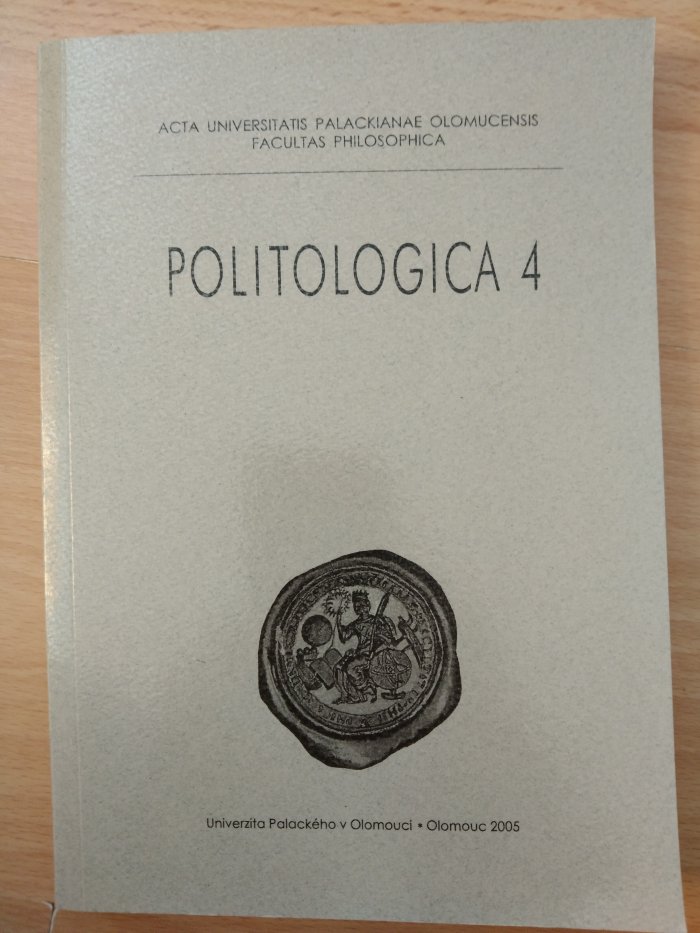 ACTA UNIVERSITATIS PALACKIANAE OLOMUCENSIS
FACULTAS PHILOSOPHICA
POLITOLOGICA 4
Univerzita Palackého v Olomouci * Olomouc 2005